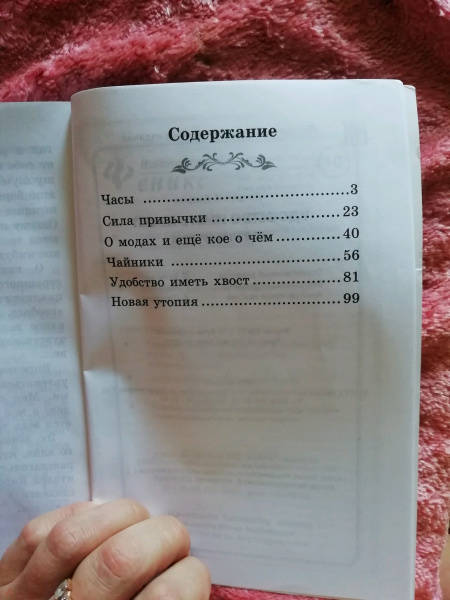 Содержание
Часы ........................................3
Сила привычки ..........................23
О модах и ещё кое о чём .............40
Чайники ..................................56
Удобство иметь хвост .................81
Новая утопия ...........................99